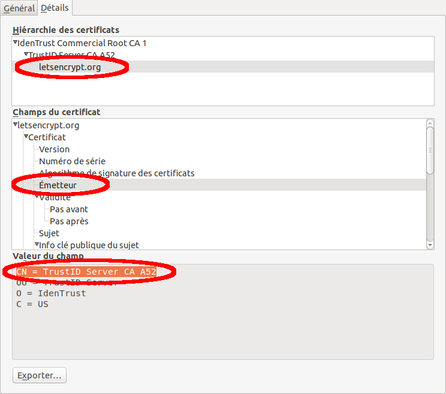 Général
Détails
Hiérarchie des certificats
IdenTrust Commercial Root CA 1
TrustID Server CA A52
letsencrypt.org
Champs du certificat
letsencrypt.org
Certificat
Version
Numéro de série
Algorithme de signature des certificats
Émetteur
Validité
Pas avant
Pas après
Sujet
Info clé publique du sujet
Valeur du champ
CN = TrustID Server CA A52
OU = TrustID Server
O = IdenTrust
C = US
Exporter…